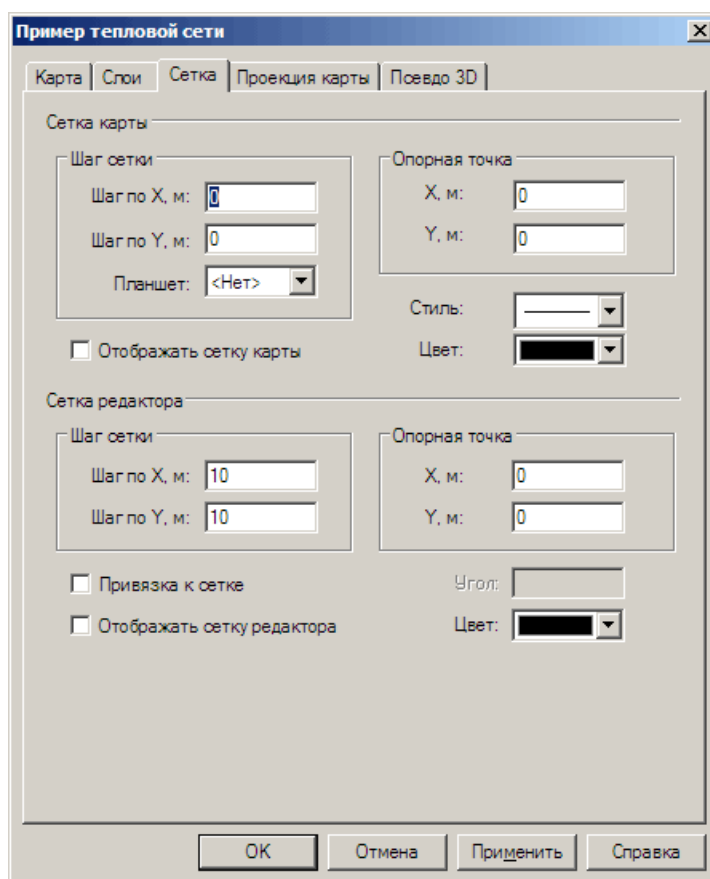 Пример тепловой сети
Карта Слои Сетка Проекция карты Псевдо 3D
Сетка карты
Шаг сетки
Шаг по X, м: 0
Шаг по Y, м: 0
Планшет: <Нет>
Опорная точка
X, м: 0
Y, м: 0
Стиль:
Отображать сетку карты
Цвет:
Сетка редактора
Шаг сетки
Шаг по X, м: 10
Шаг по Y, м: 10
Опорная точка
X, м: 0
Y, м: 0
Привязка к сетке
Угол:
Отображать сетку редактора
Цвет:
OK Отмена Применить Справка